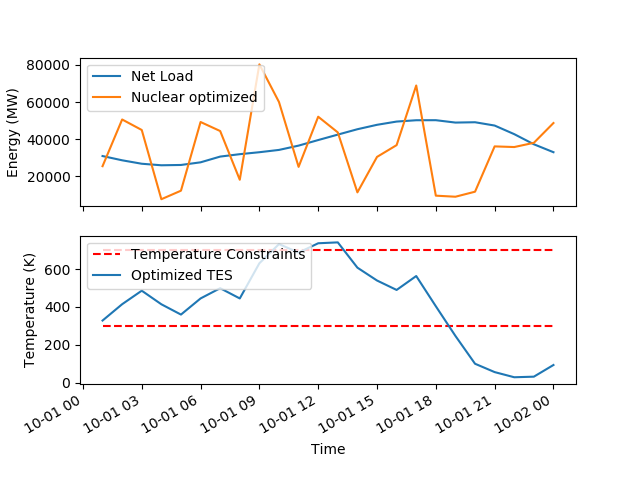 80000
60000
40000
20000
Energy (MW)
Net Load
Nuclear optimized
600
400
200
0
Temperature (K)
Temperature Constraints
Optimized TES
10-01 00
10-01 03
10-01 06
10-01 09
10-01 12
10-01 15
10-01 18
10-01 21
10-02 00
Time